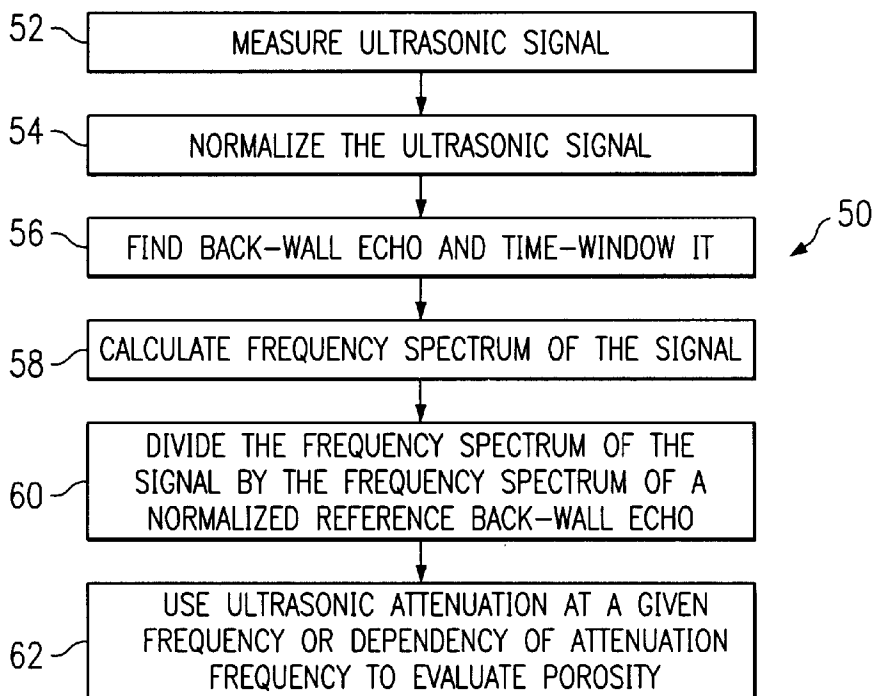 52
MEASURE ULTRASONIC SIGNAL
54
NORMALIZE THE ULTRASONIC SIGNAL
56
FIND BACK-WALL ECHO AND TIME-WINDOW IT
50
58
CALCULATE FREQUENCY SPECTRUM OF THE SIGNAL
60
DIVIDE THE FREQUENCY SPECTRUM OF THE
SIGNAL BY THE FREQUENCY SPECTRUM OF A
NORMALIZED REFERENCE BACK-WALL ECHO
62
USE ULTRASONIC ATTENUATION AT A GIVEN
FREQUENCY OR DEPENDENCY OF ATTENUATION
FREQUENCY TO EVALUATE POROSITY